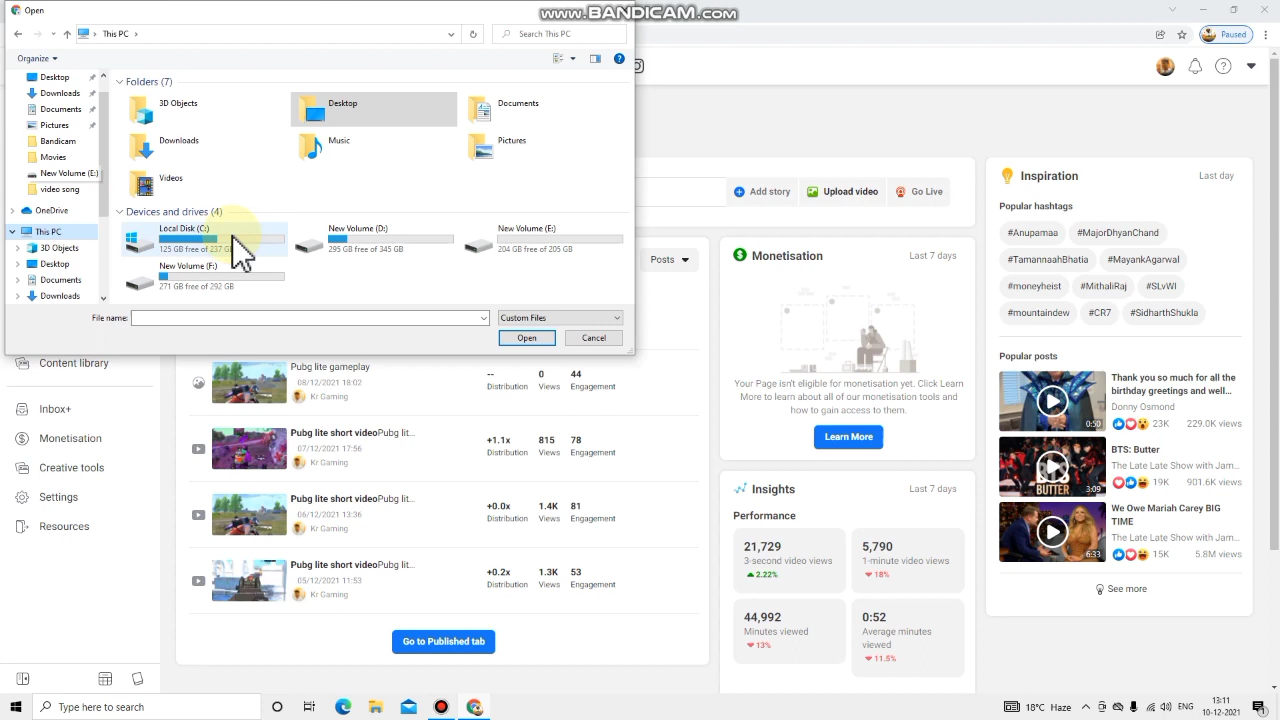 Open
www.BANDICAM.com
This PC
Search This PC
Paused
Organize
Desktop
Downloads
Documents
Pictures
Bandicam
Movies
New Volume (E:)
video song
OneDrive
This PC
3D Objects
Desktop
Documents
Downloads
Folders (7)
3D Objects
Desktop
Documents
Downloads
Music
Pictures
Videos
Devices and drives (4)
Local Disk (C:)
125 GB free of 237 GB
New Volume (D:)
295 GB free of 345 GB
New Volume (E:)
204 GB free of 205 GB
New Volume (F:)
271 GB free of 292 GB
File name:
Custom Files
Open
Cancel
Add story
Upload video
Go Live
Posts
Content library
Inbox+
Monetisation
Creative tools
Settings
Resources
Pubg lite gameplay
08/12/2021 18:02
Kr Gaming
-- 0 44
Distribution Views Engagement
Pubg lite short videoPubg lit...
07/12/2021 17:56
Kr Gaming
+1.1x 815 78
Distribution Views Engagement
Pubg lite short videoPubg lit...
06/12/2021 13:36
Kr Gaming
+0.0x 1.4K 81
Distribution Views Engagement
Pubg lite short videoPubg lit...
05/12/2021 11:53
Kr Gaming
+0.2x 1.3K 53
Distribution Views Engagement
Go to Published tab
Monetisation
Last 7 days
Your Page isn't eligible for monetisation yet. Click Learn
More to learn about all of our monetisation tools and
how to gain access to them.
Learn More
Insights
Last 7 days
Performance
21,729
3-second video views
2.22%
5,790
1-minute video views
18%
44,992
Minutes viewed
13%
0:52
Average minutes
viewed
11.5%
Inspiration
Last day
Popular hashtags
#Anupamaa #MajorDhyanChand
#TamannaahBhatia #MayankAgarwal
#moneyheist #MithaliRaj #SLvWI
#mountaindew #CR7 #SidharthShukla
Popular posts
0:50
Thank you so much for all the
birthday greetings and well...
Donny Osmond
23K 229.0K views
BUTTER
3:09
BTS: Butter
The Late Late Show with Jam...
19K 901.6K views
6:33
We Owe Mariah Carey BIG
TIME
The Late Late Show with Jam...
15K 5.8M views
See more
Type here to search
18°C Haze
ENG
13:11
10-12-2021
1